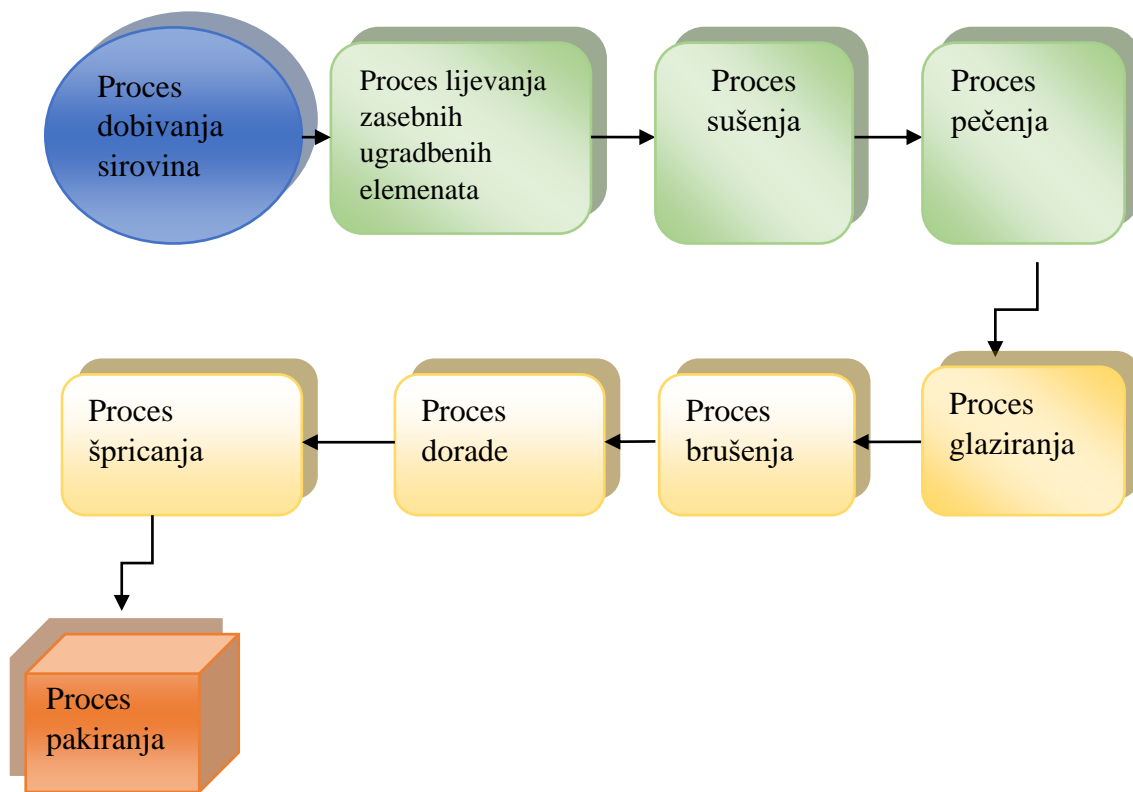 Proces
dobivanja
sirovina
Proces lijevanja
zasebnih
ugradbenih
elemenata
Proces
sušenja
Proces
pečenja
Proces
glaziranja
Proces
brušenja
Proces
dorade
Proces
špricanja
Proces
pakiranja